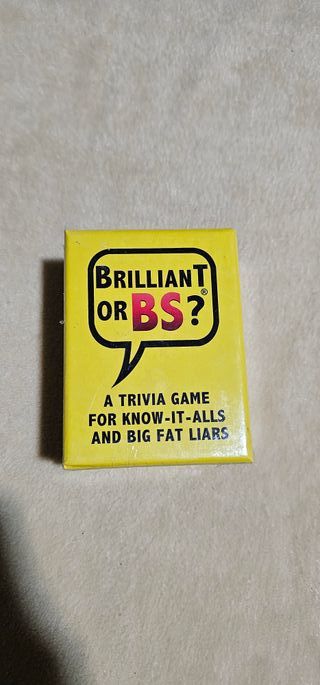 BRILLIANT
OR BS?®
A TRIVIA GAME
FOR KNOW-IT-ALLS
AND BIG FAT LIARS